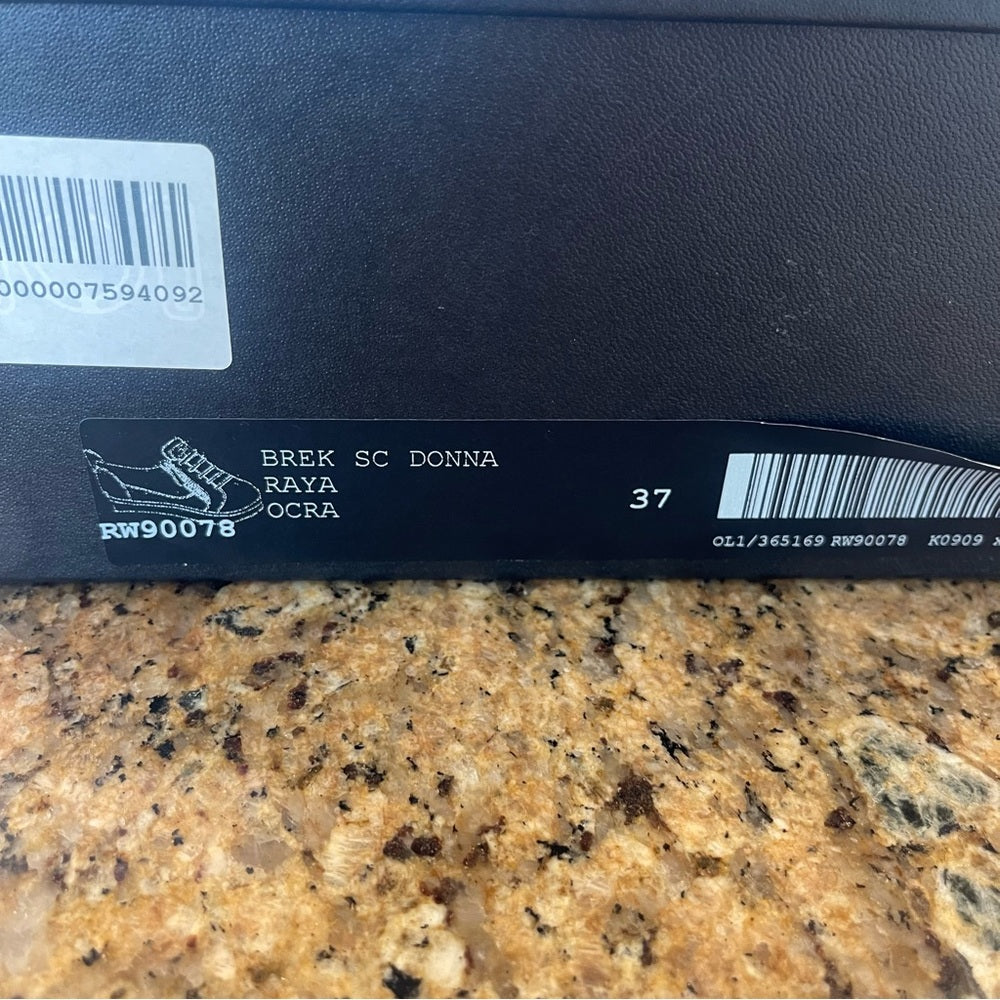 000007594092
BREK SC DONNA
RAYA
OCRA
RW90078
37
OL1/365169 RW90078 K0909